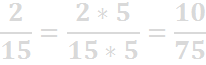 2/15 = 2 * 5/15 * 5 = 10/75